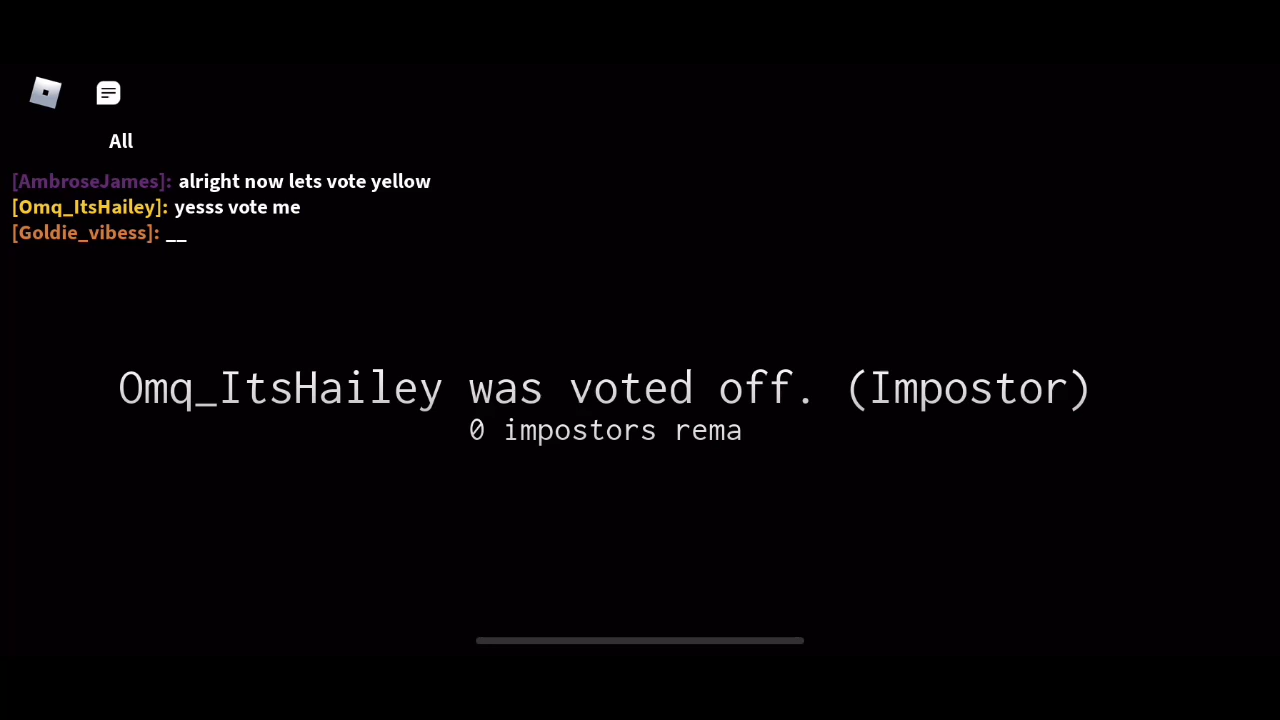 All
[AmbroseJames]: alright now lets vote yellow
[Omq_ItsHailey]: yesss vote me
[Goldie_vibess]: __
Omq_ItsHailey was voted off. (Impostor)
0 impostors rema